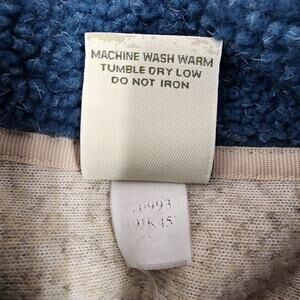 MACHINE WASH WARM
TUMBLE DRY LOW
DO NOT IRON